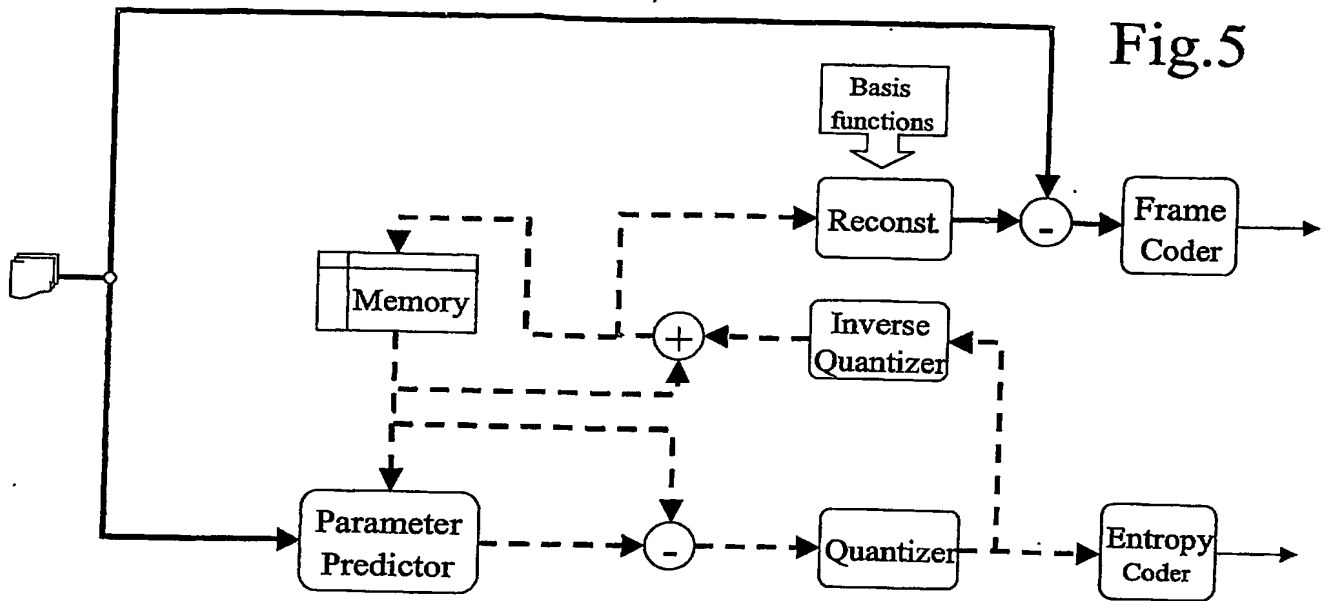 Fig.5
Basis
functions
Reconst.
-
Frame
Coder
Memory
+
Inverse
Quantizer
Parameter
Predictor
-
Quantizer
Entropy
Coder